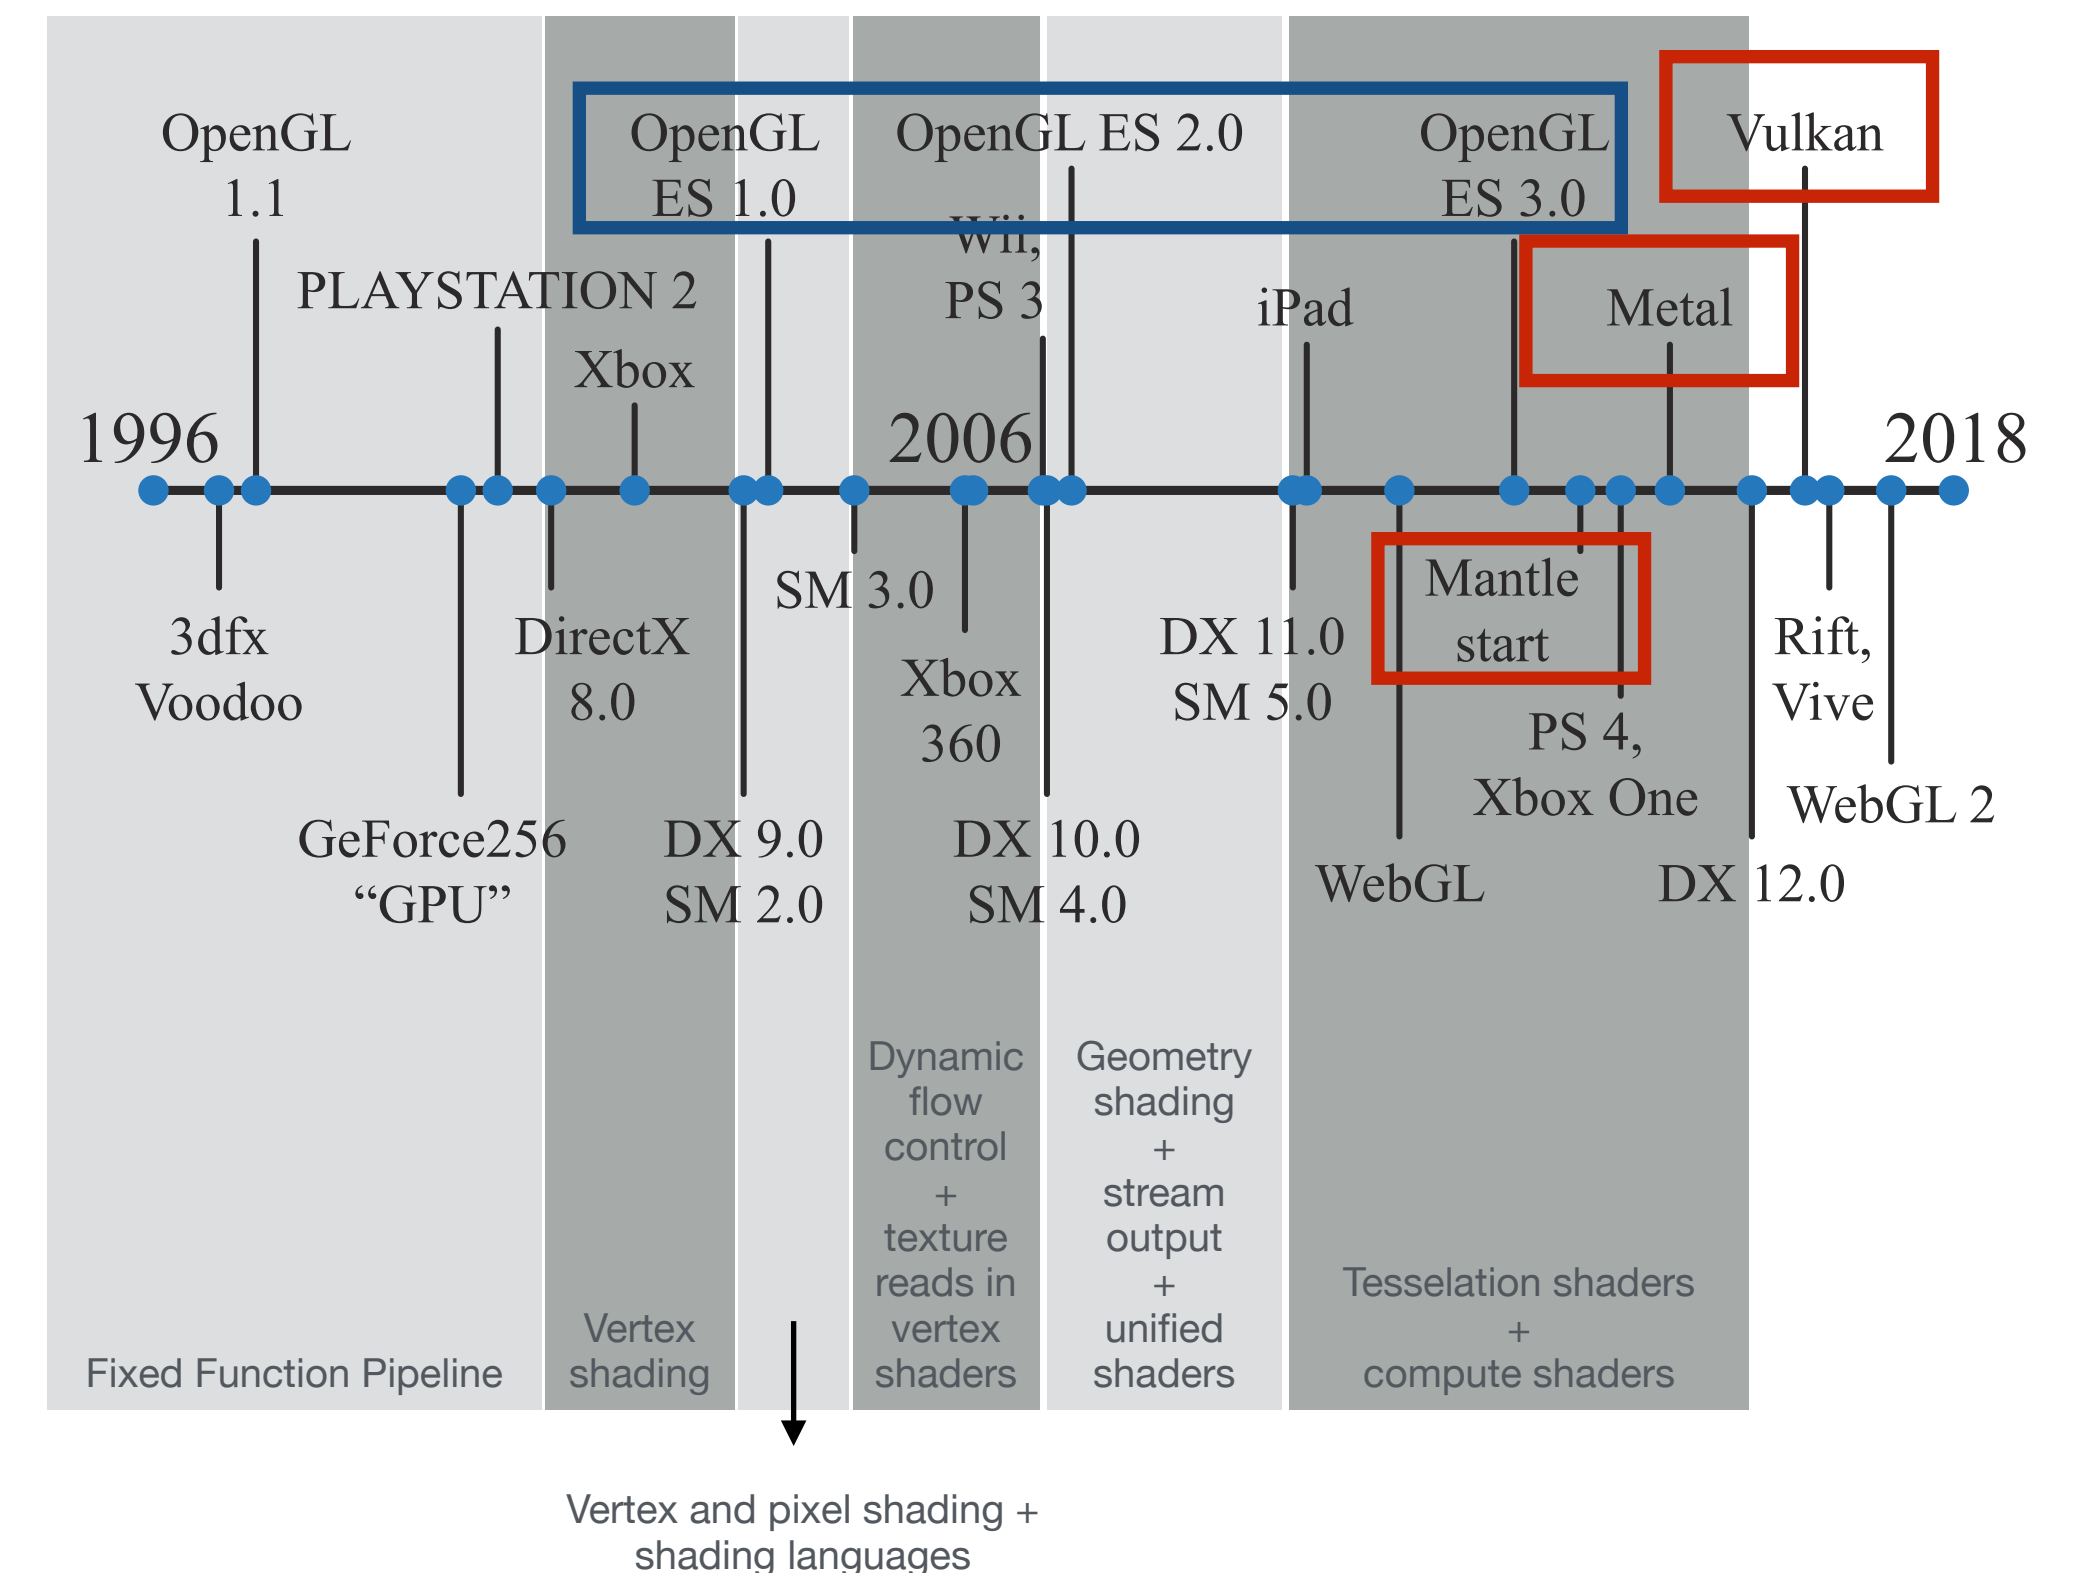 OpenGL
1.1
OpenGL
ES 1.0
OpenGL ES 2.0
OpenGL
ES 3.0
Vulkan
Wii,
PS 3
PLAYSTATION 2
Xbox
iPad
Metal
1996
2006
2018
3dfx
Voodoo
GeForce256
“GPU”
DirectX
8.0
DX 9.0
SM 2.0
SM 3.0
Xbox
360
DX 10.0
SM 4.0
DX 11.0
SM 5.0
Mantle
start
WebGL
PS 4,
Xbox One
DX 12.0
Rift,
Vive
WebGL 2
Fixed Function Pipeline
Vertex
shading
Vertex and pixel shading +
shading languages
Dynamic
flow
control
+
texture
reads in
vertex
shaders
Geometry
shading
+
stream
output
+
unified
shaders
Tesselation shaders
+
compute shaders